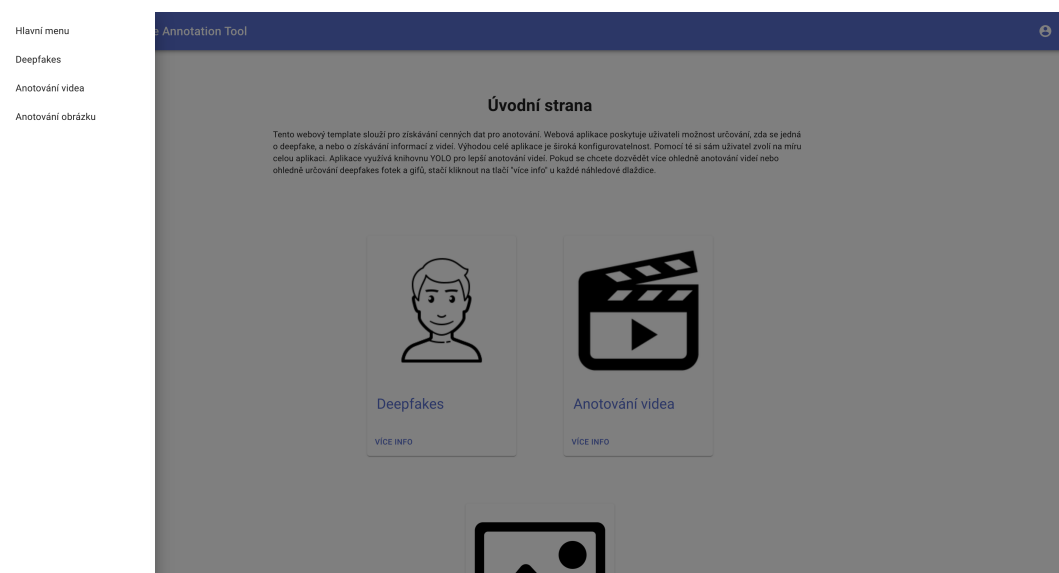 Hlavní menu
Deepfakes
Anotování videa
Anotování obrázku
Annotation Tool
Úvodní strana
Tento webový template slouží pro získávání cenných dat pro anotování. Webová aplikace poskytuje uživateli možnost určování, zda se jedná
o deepfake, a nebo o získávání informací z videí. Výhodou celé aplikace je široká konfigurovatelnost. Pomocí té si sám uživatel zvolí na míru
celou aplikaci. Aplikace využívá knihovnu YOLO pro lepší anotování videí. Pokud se chcete dozvědět více ohledně anotování videí nebo
ohledně určování deepfakes fotek a gifů, stačí kliknout na tlačí "více info" u každé náhledové dlaždice.
Deepfakes
VÍCE INFO
Anotování videa
VÍCE INFO